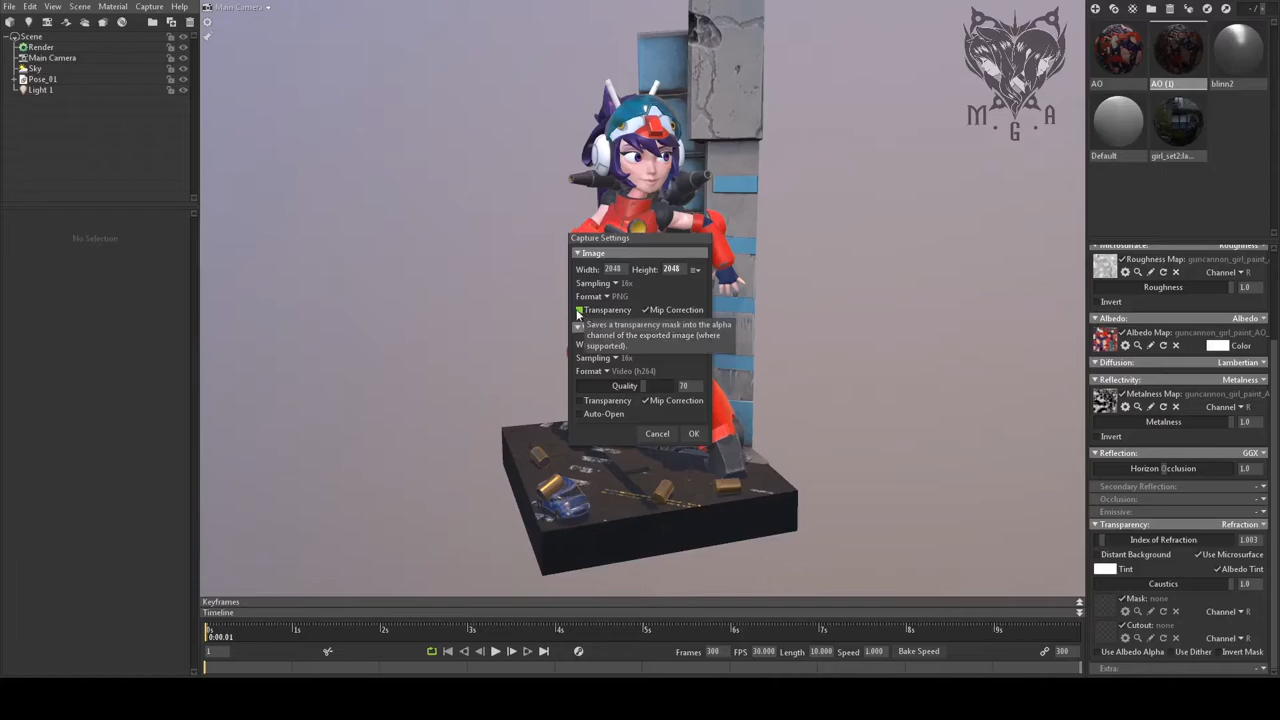 File Edit View Scene Material Capture Help
Main Camera
Scene
Render
Main Camera
Sky
Pose_01
Light 1
No Selection
M · G · A
AO AO (1) blinn2
Default girl_set2:la...
Capture Settings
Image
Width: 2048 Height: 2048
Sampling 16x
Format PNG
Transparency Mip Correction
Saves a transparency mask into the alpha
channel of the exported image (where
supported).
Sampling 16x
Format Video (h264)
Quality 70
Transparency Mip Correction
Auto-Open
Cancel OK
Microsurface: Roughness
Roughness Map: guncannon_girl_paint_
Channel R
Roughness 1.0
Invert
Albedo: Albedo
Albedo Map: guncannon_girl_paint_AO_
Color
Diffusion: Lambertian
Reflectivity: Metalness
Metalness Map: guncannon_girl_paint_A
Channel R
Metalness 1.0
Invert
Reflection: GGX
Horizon Occlusion 1.0
Secondary Reflection: -
Occlusion: -
Emissive: -
Transparency: Refraction
Index of Refraction 1.003
Distant Background Use Microsurface
Tint Albedo Tint
Caustics 1.0
Mask: none
Channel R
Cutout: none
Channel R
Use Albedo Alpha Use Dither Invert Mask
Extra: -
Keyframes
Timeline
0s 1s 2s 3s 4s 5s 6s 7s 8s 9s
0:00.01
1 Frames 300 FPS 30.000 Length 10.000 Speed 1.000 Bake Speed 300